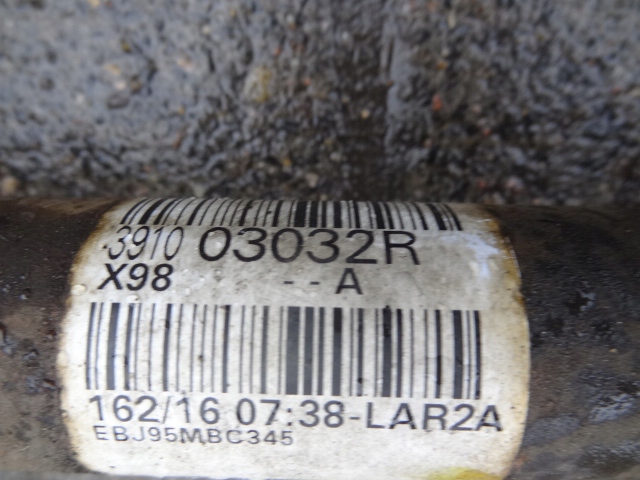 3910 03032R
X98 -- A
162/16 07:38-LAR2A
EBJ95MBC345